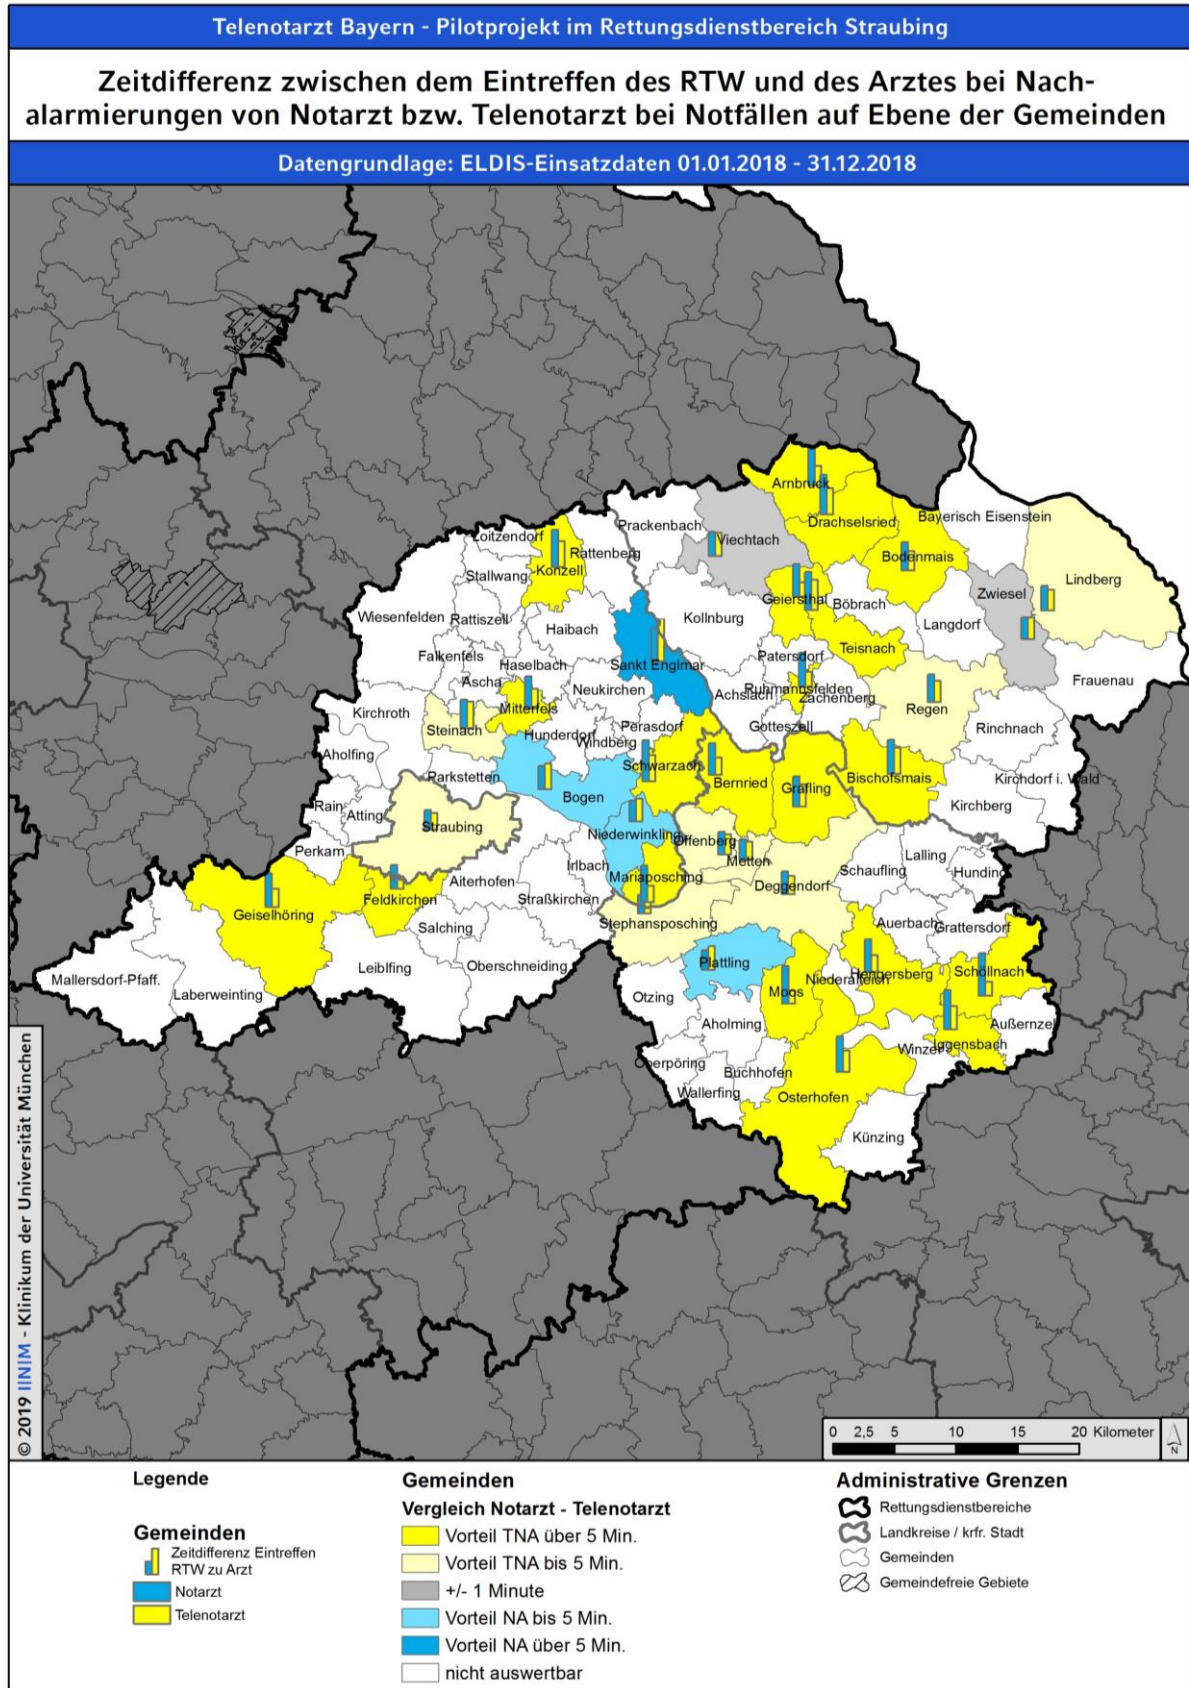 Telenotarzt Bayern - Pilotprojekt im Rettungsdienstbereich Straubing
Zeitdifferenz zwischen dem Eintreffen des RTW und des Arztes bei Nach-
alarmierungen von Notarzt bzw. Telenotarzt bei Notfällen auf Ebene der Gemeinden
Datengrundlage: ELDIS-Einsatzdaten 01.01.2018 - 31.12.2018
Arnbruck
Drachselsried
Bayerisch Eisenstein
Prackenbach
Viechtach
Loitzendorf
Rattenberg
Konzell
Bodenmais
Stallwang
Lindberg
Zwiesel
Geiersthal
Böbrach
Wiesenfelden
Rattiszell
Kollnburg
Langdorf
Haibach
Teisnach
Falkenfels
Haselbach
Sankt Englmar
Patersdorf
Frauenau
Ascha
Neukirchen
Achslach
Ruhmannsfelden
Zachenberg
Mitterfels
Regen
Kirchroth
Steinach
Hunderdorf
Perasdorf
Gotteszell
Rinchnach
Windberg
Aholfing
Parkstetten
Schwarzach
Bernried
Grafling
Bischofsmais
Kirchdorf i. Wald
Bogen
Kirchberg
Rain
Atting
Straubing
Niederwinkling
Offenberg
Metten
Perkam
Irlbach
Mariaposching
Deggendorf
Schaufling
Lalling
Hunding
Aiterhofen
Feldkirchen
Straßkirchen
Geiselhöring
Stephansposching
Auerbach
Grattersdorf
Salching
Mallersdorf-Pfaff.
Leiblfing
Oberschneiding
Plattling
Niederalteich
Hengersberg
Schöllnach
Laberweinting
Otzing
Moos
Aholming
Außernzell
Iggensbach
Winzer
Oberpöring
Buchhofen
Wallerfing
Osterhofen
Künzing
© 2019 INM - Klinikum der Universität München
0 2,5 5 10 15 20 Kilometer
N
Legende
Gemeinden
Zeitdifferenz Eintreffen
RTW zu Arzt
Notarzt
Telenotarzt
Gemeinden
Vergleich Notarzt - Telenotarzt
Vorteil TNA über 5 Min.
Vorteil TNA bis 5 Min.
+/- 1 Minute
Vorteil NA bis 5 Min.
Vorteil NA über 5 Min.
nicht auswertbar
Administrative Grenzen
Rettungsdienstbereiche
Landkreise / krfr. Stadt
Gemeinden
Gemeindefreie Gebiete